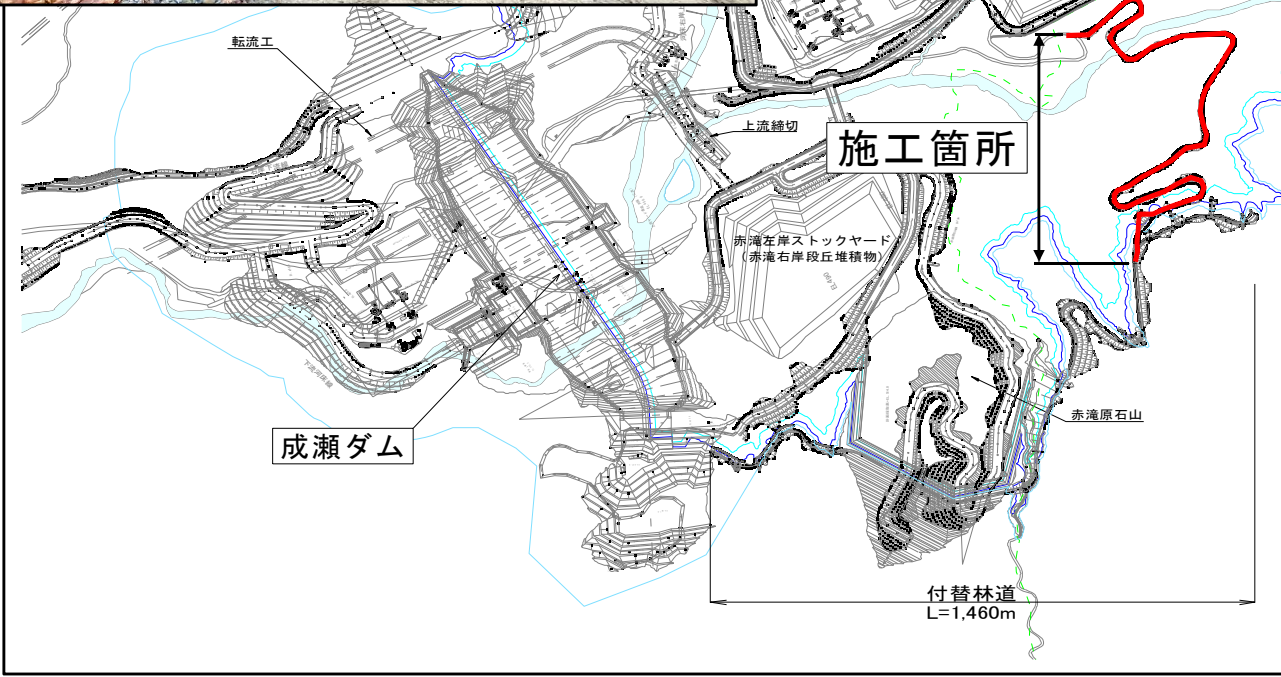 転流工
上流締切
施工箇所
赤滝左岸ストックヤード
(赤滝右岸段丘堆積物)
EL490
赤滝原石山
成瀬ダム
付替林道
L=1,460m